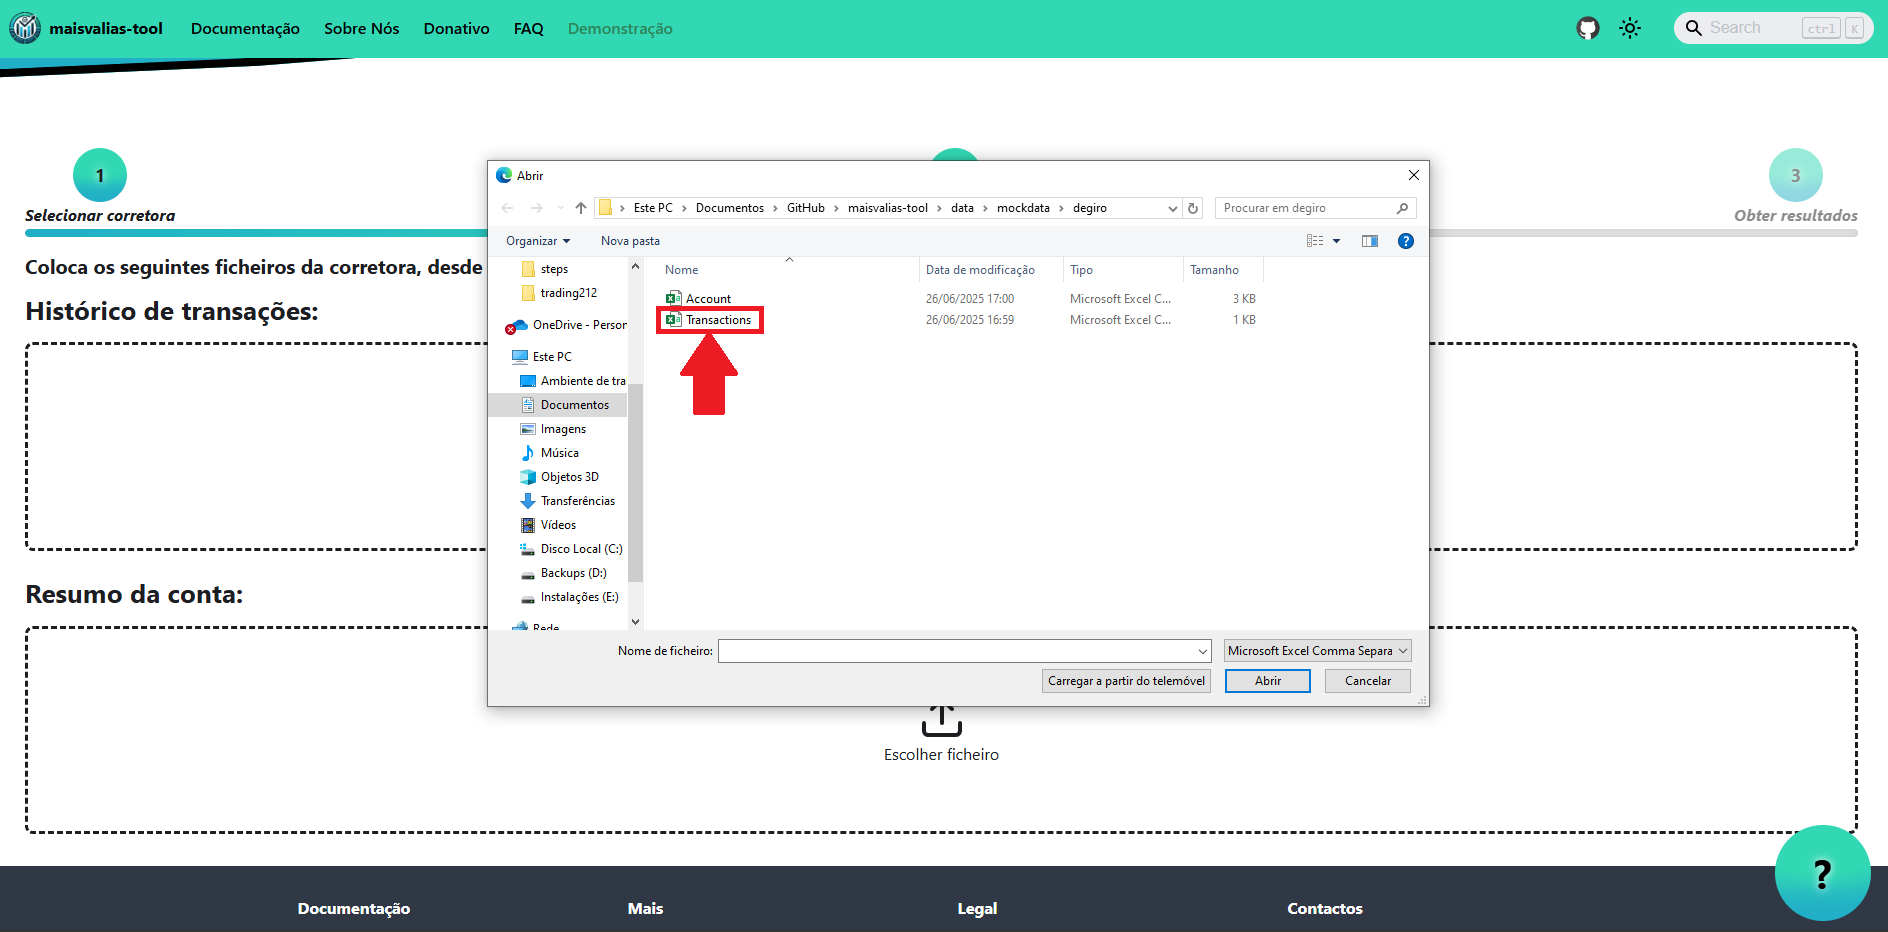 maisvalias-tool Documentação Sobre Nós Donativo FAQ Demonstração Search ctrl K
1
Selecionar corretora
3
Obter resultados
Coloca os seguintes ficheiros da corretora, desde
Histórico de transações:
Resumo da conta:
Escolher ficheiro
Abrir
Este PC Documentos GitHub maisvalias-tool data mockdata degiro
Procurar em degiro
Organizar Nova pasta
?
steps
trading212
OneDrive - Person
Este PC
Ambiente de tra
Documentos
Imagens
Música
Objetos 3D
Transferências
Vídeos
Disco Local (C:)
Backups (D:)
Instalações (E:)
Rede
Nome Data de modificação Tipo Tamanho
Account 26/06/2025 17:00 Microsoft Excel C... 3 KB
Transactions 26/06/2025 16:59 Microsoft Excel C... 1 KB
Nome de ficheiro:
Microsoft Excel Comma Separa
Carregar a partir do telemóvel Abrir Cancelar
?
Documentação Mais Legal Contactos